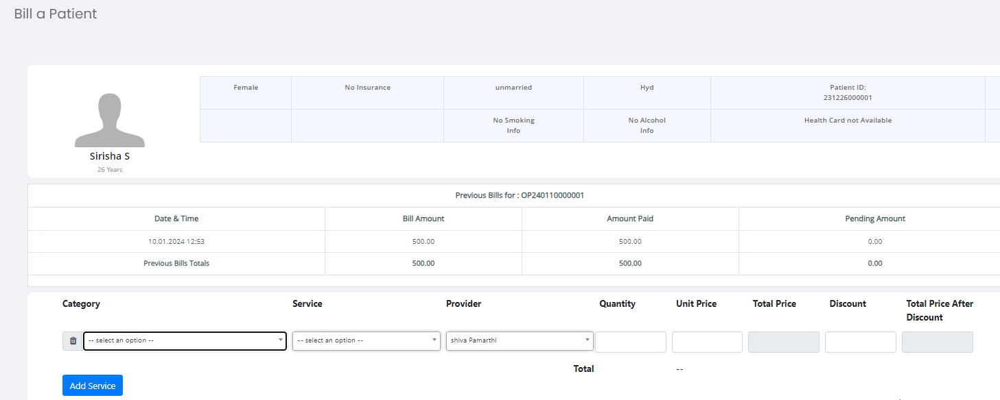 Bill a Patient
Female
No Insurance
unmarried
Hyd
Patient ID:
231226000001
No Smoking
Info
No Alcohol
Info
Health Card not Available
Sirisha S
26 Years
Previous Bills for : OP240110000001
Date & Time Bill Amount Amount Paid Pending Amount
10.01.2024 12:53 500.00 500.00 0.00
Previous Bills Totals 500.00 500.00 0.00
Category Service Provider Quantity Unit Price Total Price Discount Total Price After
Discount
-- select an option -- -- select an option -- shiva Pamarthi
Total --
Add Service